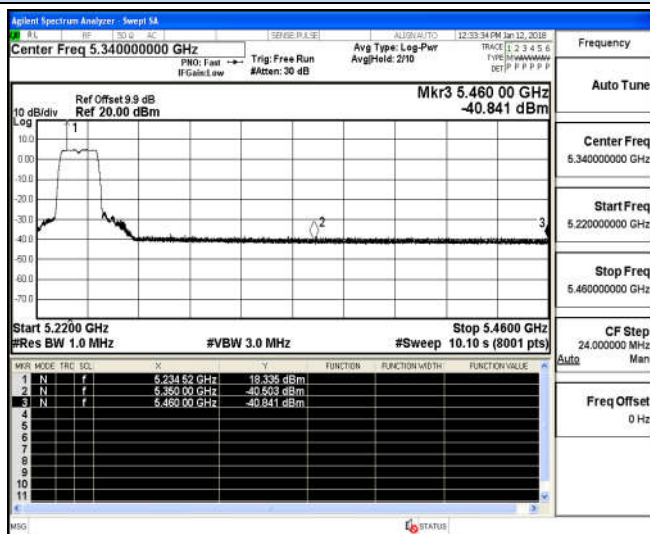 Agilent Spectrum Analyzer - Swept SA
RL RF 50 Ω AC SENSE:PULSE ALIGN AUTO 12:33:34 PM Jan 12, 2018
Center Freq 5.340000000 GHz
PNO: Fast
IFGain:Low
Trig: Free Run
#Atten: 30 dB
Avg Type: Log-Pwr
Avg|Hold: 2/10
TRACE 1 2 3 4 5 6
TYPE MWWWWW
DET P P P P P P
Frequency
Mkr3 5.460 00 GHz
-40.841 dBm
Ref Offset 9.9 dB
10 dB/div Ref 20.00 dBm
Log
10.0
0.00
-10.0
-20.0
-30.0
-40.0
-50.0
-60.0
-70.0
1
2
3
Start 5.2200 GHz Stop 5.4600 GHz
#Res BW 1.0 MHz #VBW 3.0 MHz #Sweep 10.10 s (8001 pts)
MKR MODE TRC SCL X Y FUNCTION FUNCTION WIDTH FUNCTION VALUE
1 N f 5.234 52 GHz 18.335 dBm
2 N f 5.350 00 GHz -40.503 dBm
3 N f 5.460 00 GHz -40.841 dBm
4
5
6
7
8
9
10
11
MSG STATUS
Auto Tune
Center Freq
5.340000000 GHz
Start Freq
5.220000000 GHz
Stop Freq
5.460000000 GHz
CF Step
24.000000 MHz
Auto Man
Freq Offset
0 Hz